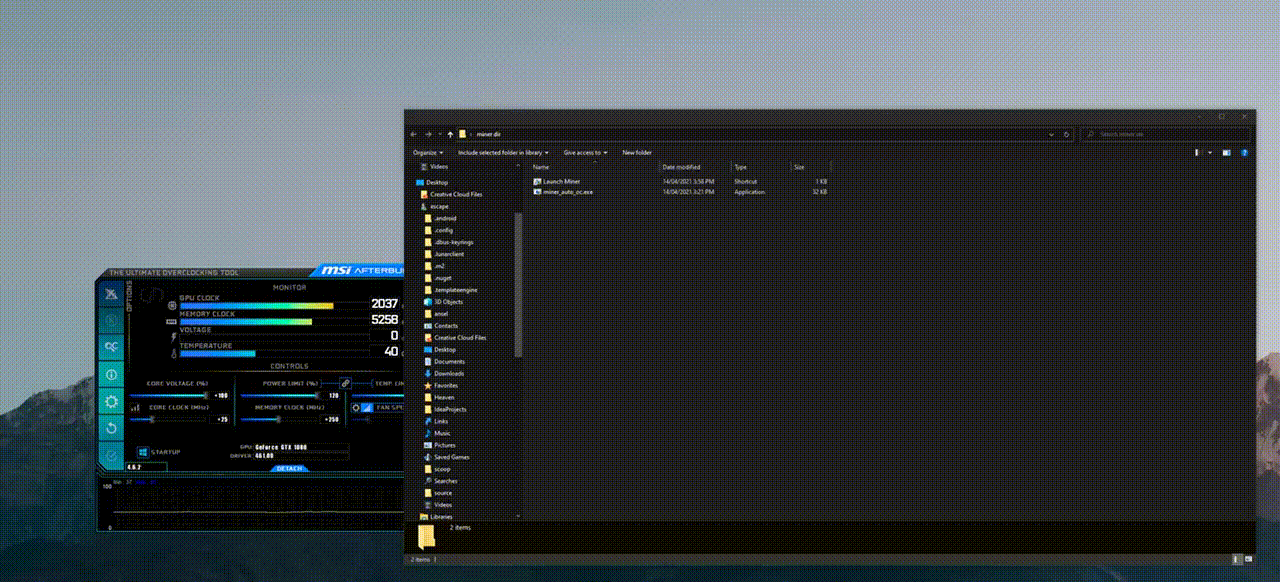 miner dir
Search miner dir
Organize
Include selected folder in library
Give access to
New folder
Name
Date modified
Type
Size
Launch Miner
14/04/2021 3:58 PM
Shortcut
1 KB
miner_auto_oc.exe
14/04/2021 3:21 PM
Application
32 KB
Videos
Desktop
Creative Cloud Files
escape
.android
.config
.dbus-keyrings
.m2
.nuget
.templateengine
3D Objects
ansel
Contacts
Creative Cloud Files
Desktop
Documents
Downloads
Favorites
Heaven
IdeaProjects
Links
Music
Pictures
Saved Games
scoop
Searches
source
Videos
Libraries
2 items
2 items
THE ULTIMATE OVERCLOCKING TOOL
msi AFTERBU
OPTIONS
MONITOR
GPU CLOCK
2037
MEMORY CLOCK
5258
VOLTAGE
0
TEMPERATURE
40
CONTROLS
CORE VOLTAGE (%)
POWER LIMIT (%)
TEMP. LI
+100
120
CORE CLOCK (MHz)
MEMORY CLOCK (MHz)
FAN SP
+25
+250
STARTUP
GPU: GeForce GTX 1080
DRIVER: 461.09
4.6.2
DETACH
100
0